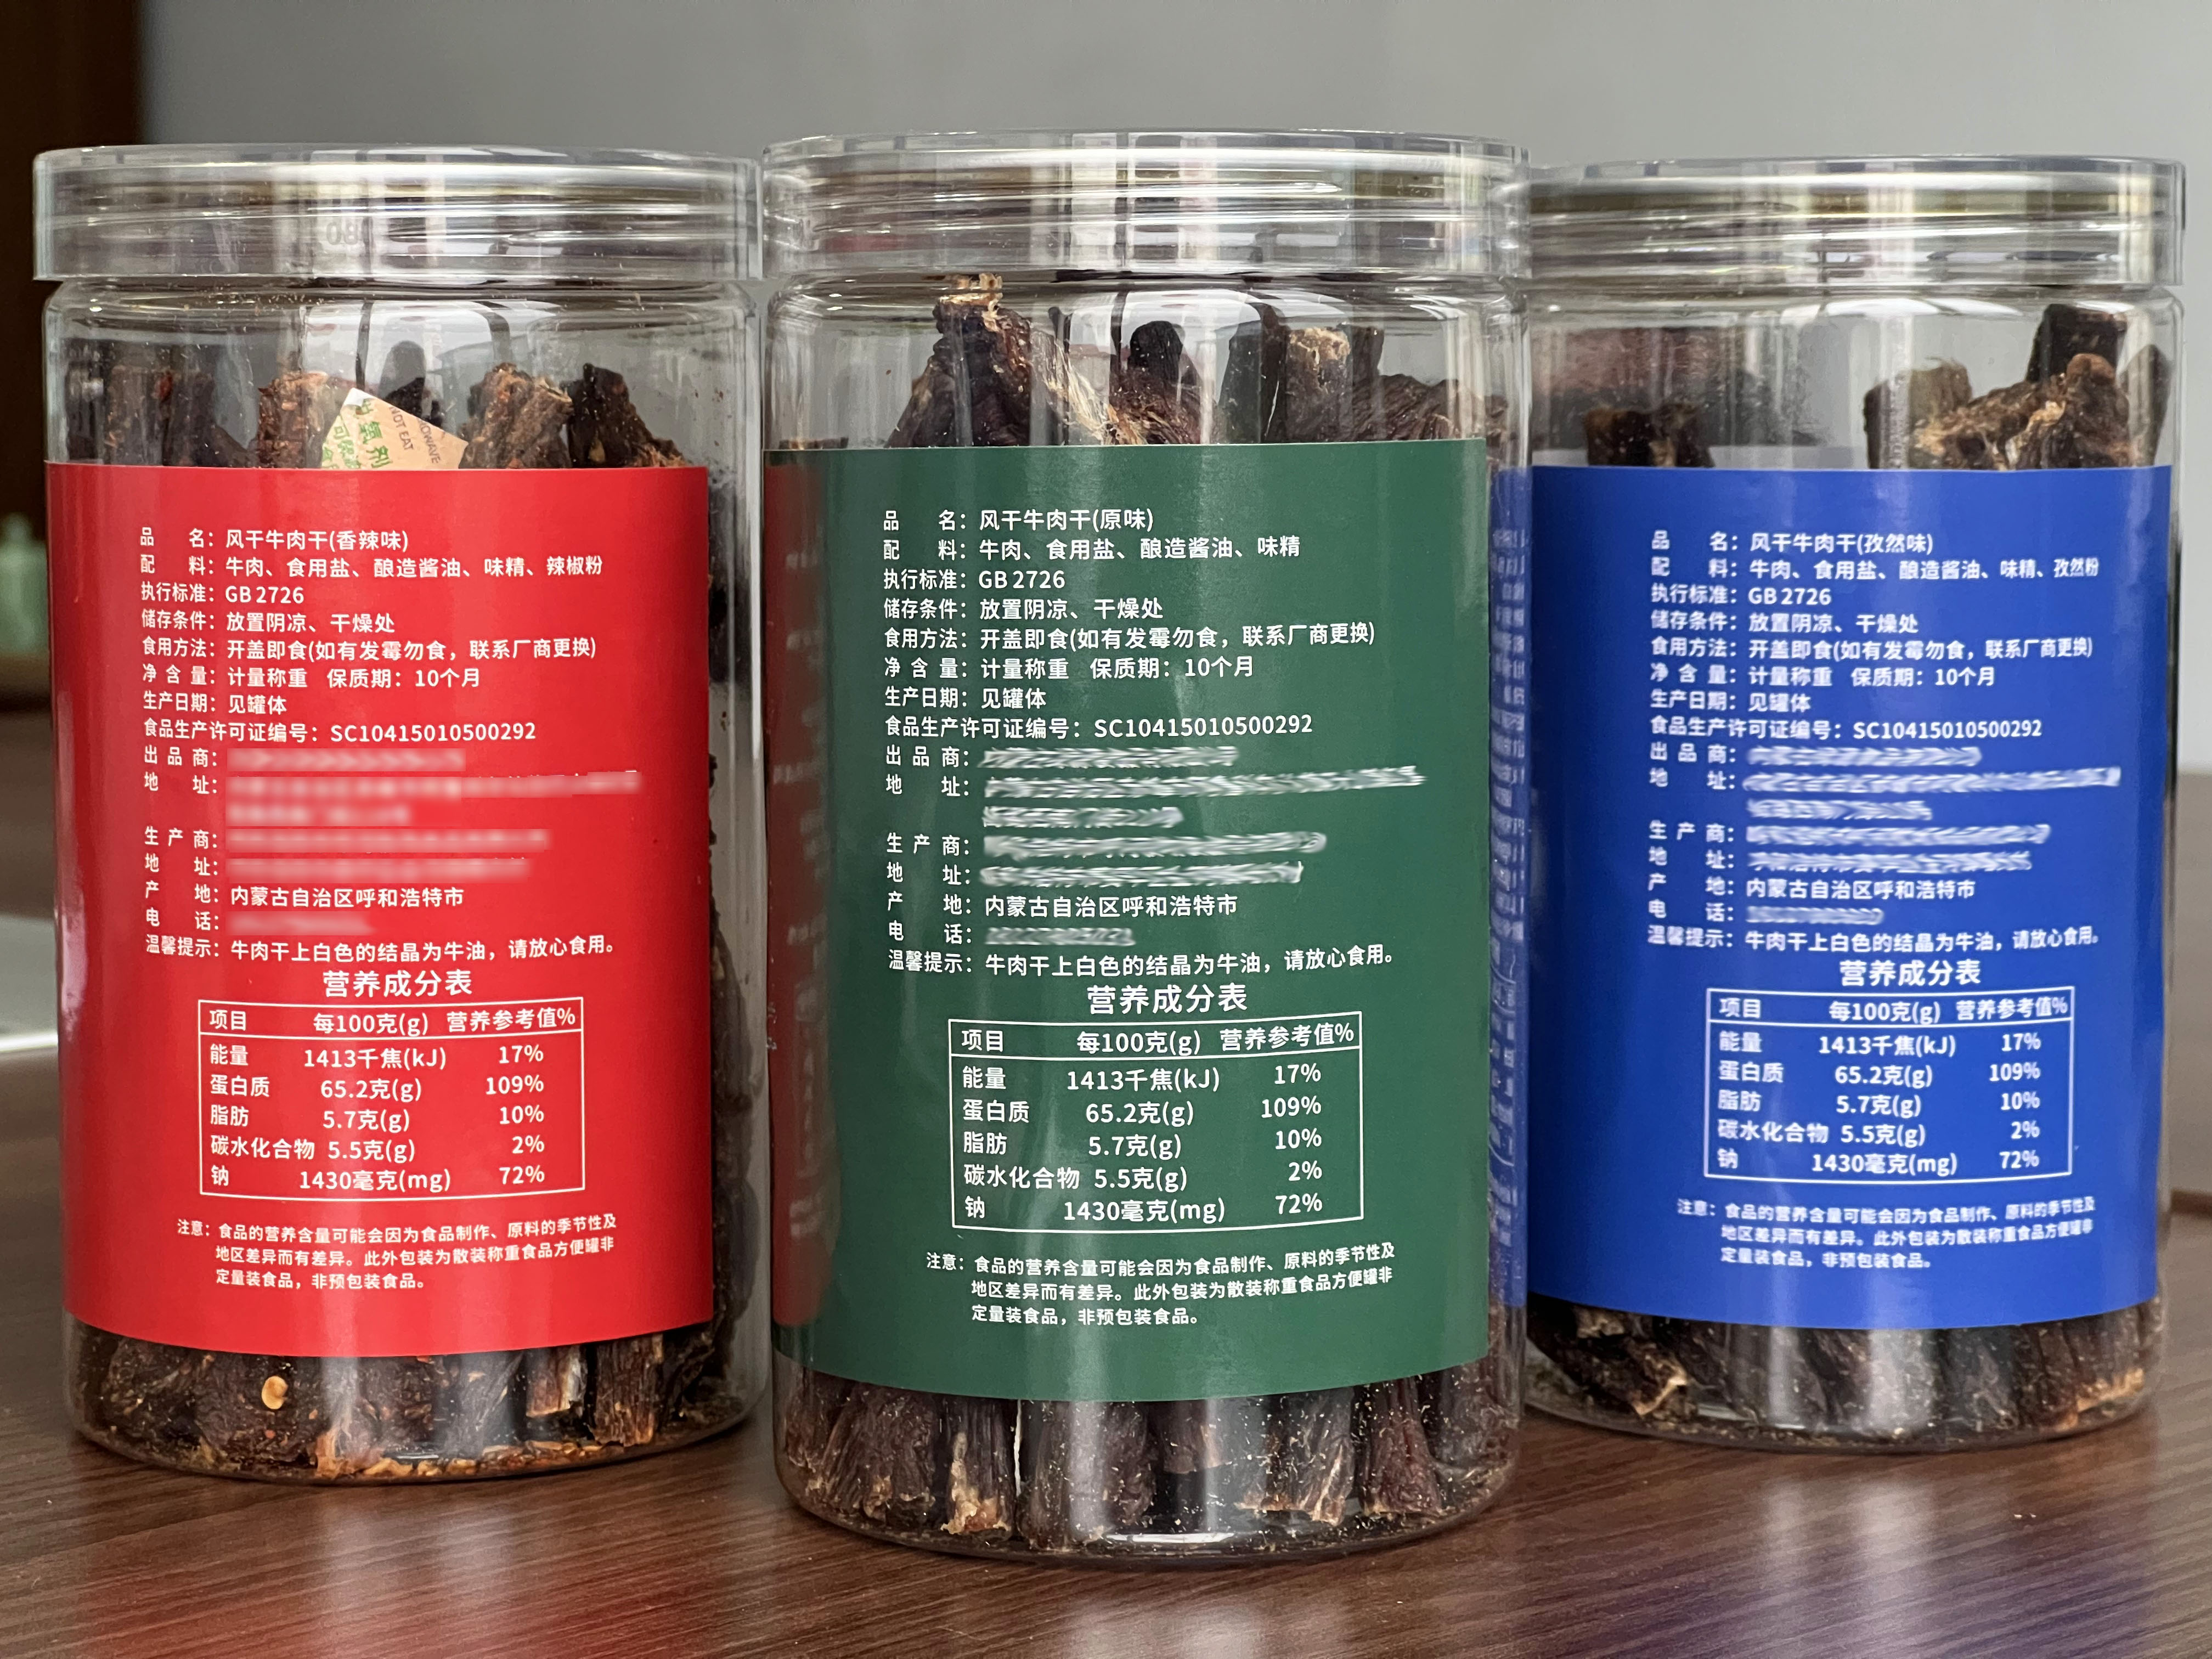 氧剂
NOT EAT
品 名：风干牛肉干(香辣味)
配 料：牛肉、食用盐、酿造酱油、味精、辣椒粉
执行标准：GB 2726
储存条件：放置阴凉、干燥处
食用方法：开盖即食(如有发霉勿食，联系厂商更换)
净 含 量：计量称重 保质期：10个月
生产日期：见罐体
食品生产许可证编号：SC10415010500292
出 品 商：
地 址：
生 产 商：
地 址：
产 地：内蒙古自治区呼和浩特市
电 话：
温馨提示：牛肉干上白色的结晶为牛油，请放心食用。
营养成分表
项目 每100克(g) 营养参考值%
能量 1413千焦(kJ) 17%
蛋白质 65.2克(g) 109%
脂肪 5.7克(g) 10%
碳水化合物 5.5克(g) 2%
钠 1430毫克(mg) 72%
注意：食品的营养含量可能会因为食品制作、原料的季节性及
地区差异而有差异。此外包装为散装称重食品方便罐非
定量装食品，非预包装食品。
品 名：风干牛肉干(原味)
配 料：牛肉、食用盐、酿造酱油、味精
执行标准：GB 2726
储存条件：放置阴凉、干燥处
食用方法：开盖即食(如有发霉勿食，联系厂商更换)
净 含 量：计量称重 保质期：10个月
生产日期：见罐体
食品生产许可证编号：SC10415010500292
出 品 商：
地 址：
生 产 商：
地 址：
产 地：内蒙古自治区呼和浩特市
电 话：
温馨提示：牛肉干上白色的结晶为牛油，请放心食用。
营养成分表
项目 每100克(g) 营养参考值%
能量 1413千焦(kJ) 17%
蛋白质 65.2克(g) 109%
脂肪 5.7克(g) 10%
碳水化合物 5.5克(g) 2%
钠 1430毫克(mg) 72%
注意：食品的营养含量可能会因为食品制作、原料的季节性及
地区差异而有差异。此外包装为散装称重食品方便罐非
定量装食品，非预包装食品。
品 名：风干牛肉干(孜然味)
配 料：牛肉、食用盐、酿造酱油、味精、孜然粉
执行标准：GB 2726
储存条件：放置阴凉、干燥处
食用方法：开盖即食(如有发霉勿食，联系厂商更换)
净 含 量：计量称重 保质期：10个月
生产日期：见罐体
食品生产许可证编号：SC10415010500292
出 品 商：
地 址：
生 产 商：
地 址：
产 地：内蒙古自治区呼和浩特市
电 话：
温馨提示：牛肉干上白色的结晶为牛油，请放心食用。
营养成分表
项目 每100克(g) 营养参考值%
能量 1413千焦(kJ) 17%
蛋白质 65.2克(g) 109%
脂肪 5.7克(g) 10%
碳水化合物 5.5克(g) 2%
钠 1430毫克(mg) 72%
注意：食品的营养含量可能会因为食品制作、原料的季节性及
地区差异而有差异。此外包装为散装称重食品方便罐非
定量装食品，非预包装食品。